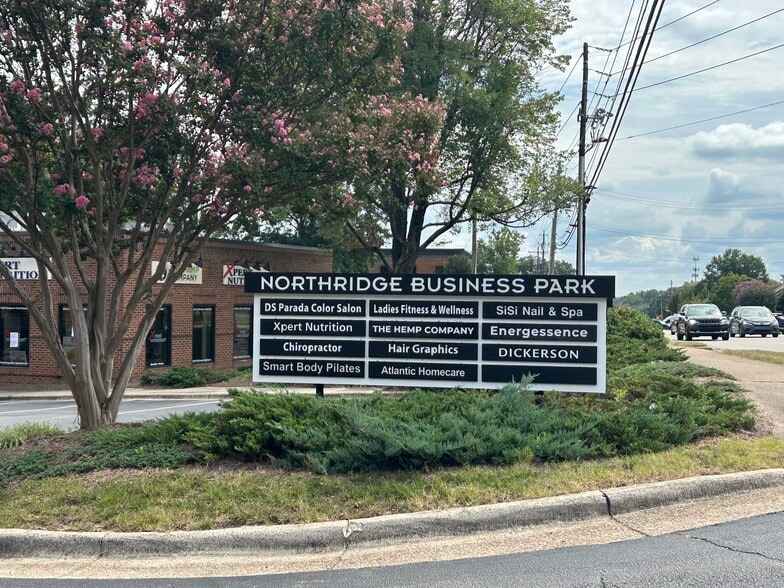 NORTHRIDGE BUSINESS PARK
DS Parada Color Salon
Ladies Fitness & Wellness
SiSi Nail & Spa
Xpert Nutrition
THE HEMP COMPANY
Energessence
Chiropractor
Hair Graphics
DICKERSON
Smart Body Pilates
Atlantic Homecare